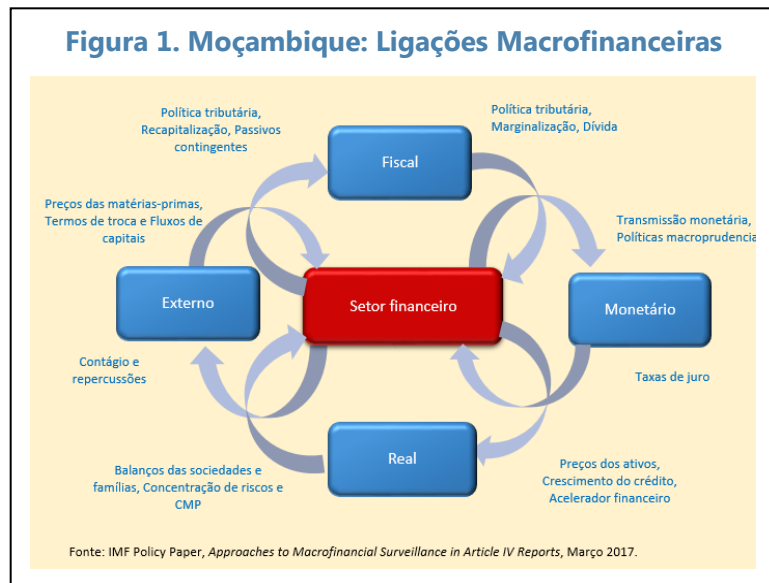 Figura 1. Moçambique: Ligações Macrofinanceiras
Política tributária,
Recapitalização, Passivos
contingentes
Política tributária,
Marginalização, Dívida
Fiscal
Preços das matérias-primas,
Termos de troca e Fluxos de
capitais
Transmissão monetária,
Políticas macroprudencia
Externo
Setor financeiro
Monetário
Contágio e
repercussões
Taxas de juro
Real
Balanços das sociedades e
famílias, Concentração de riscos e
CMP
Preços dos ativos,
Crescimento do crédito,
Acelerador financeiro
Fonte: IMF Policy Paper, Approaches to Macrofinancial Surveillance in Article IV Reports, Março 2017.